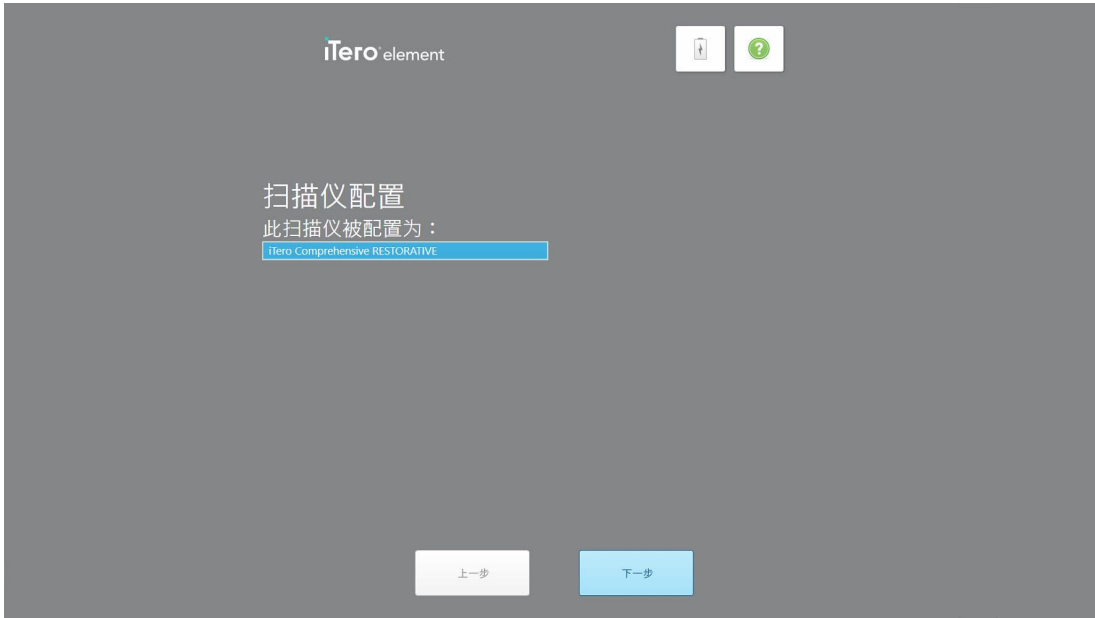 iTero element
扫描仪配置
此扫描仪被配置为：
iTero Comprehensive RESTORATIVE
上一步
下一步